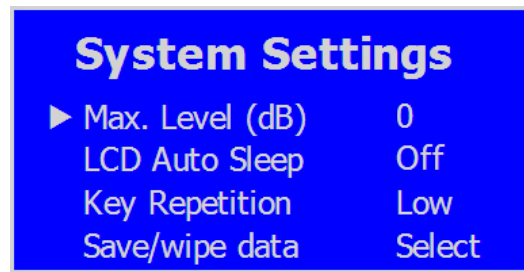 System Settings
▶ Max. Level (dB) 0
LCD Auto Sleep Off
Key Repetition Low
Save/wipe data Select